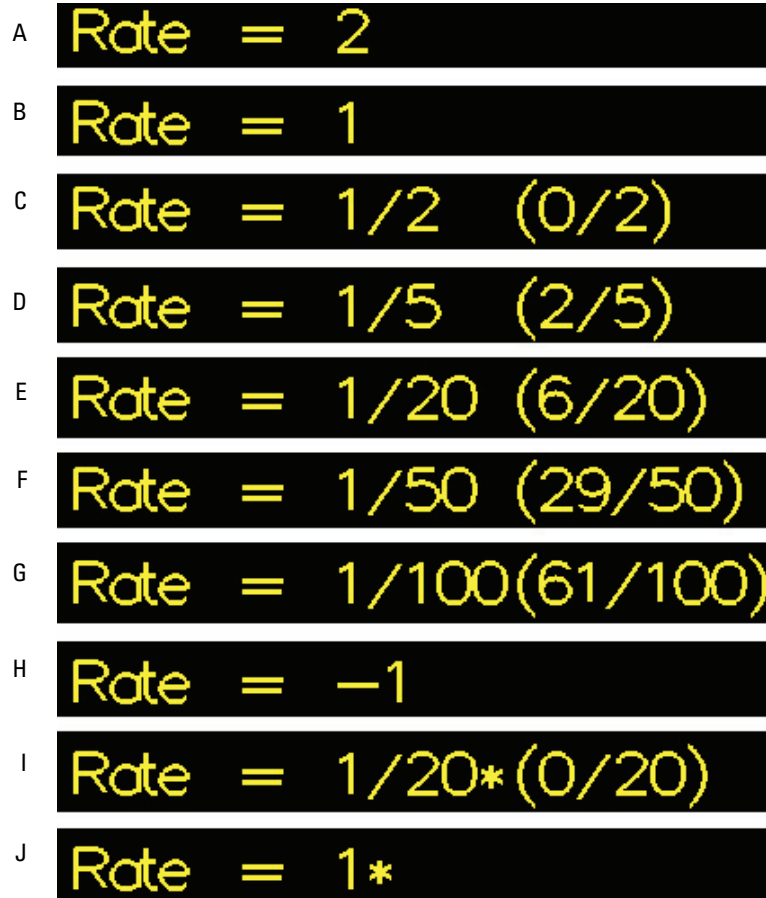 A Rate = 2
B Rate = 1
C Rate = 1/2 (0/2)
D Rate = 1/5 (2/5)
E Rate = 1/20 (6/20)
F Rate = 1/50 (29/50)
G Rate = 1/100(61/100)
H Rate = −1
I Rate = 1/20*(0/20)
J Rate = 1*